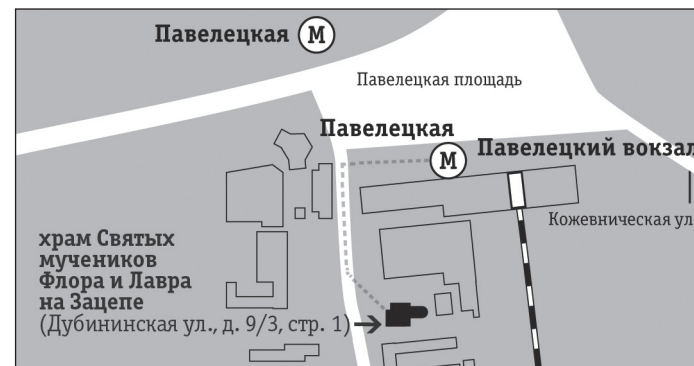 Павелецкая М
Павелецкая площадь
Павелецкая
М
Павелецкий вокзал
Кожевническая ул
храм Святых
мучеников
Флора и Лавра
на Зацепе
(Дубининская ул., д. 9/3, стр. 1)